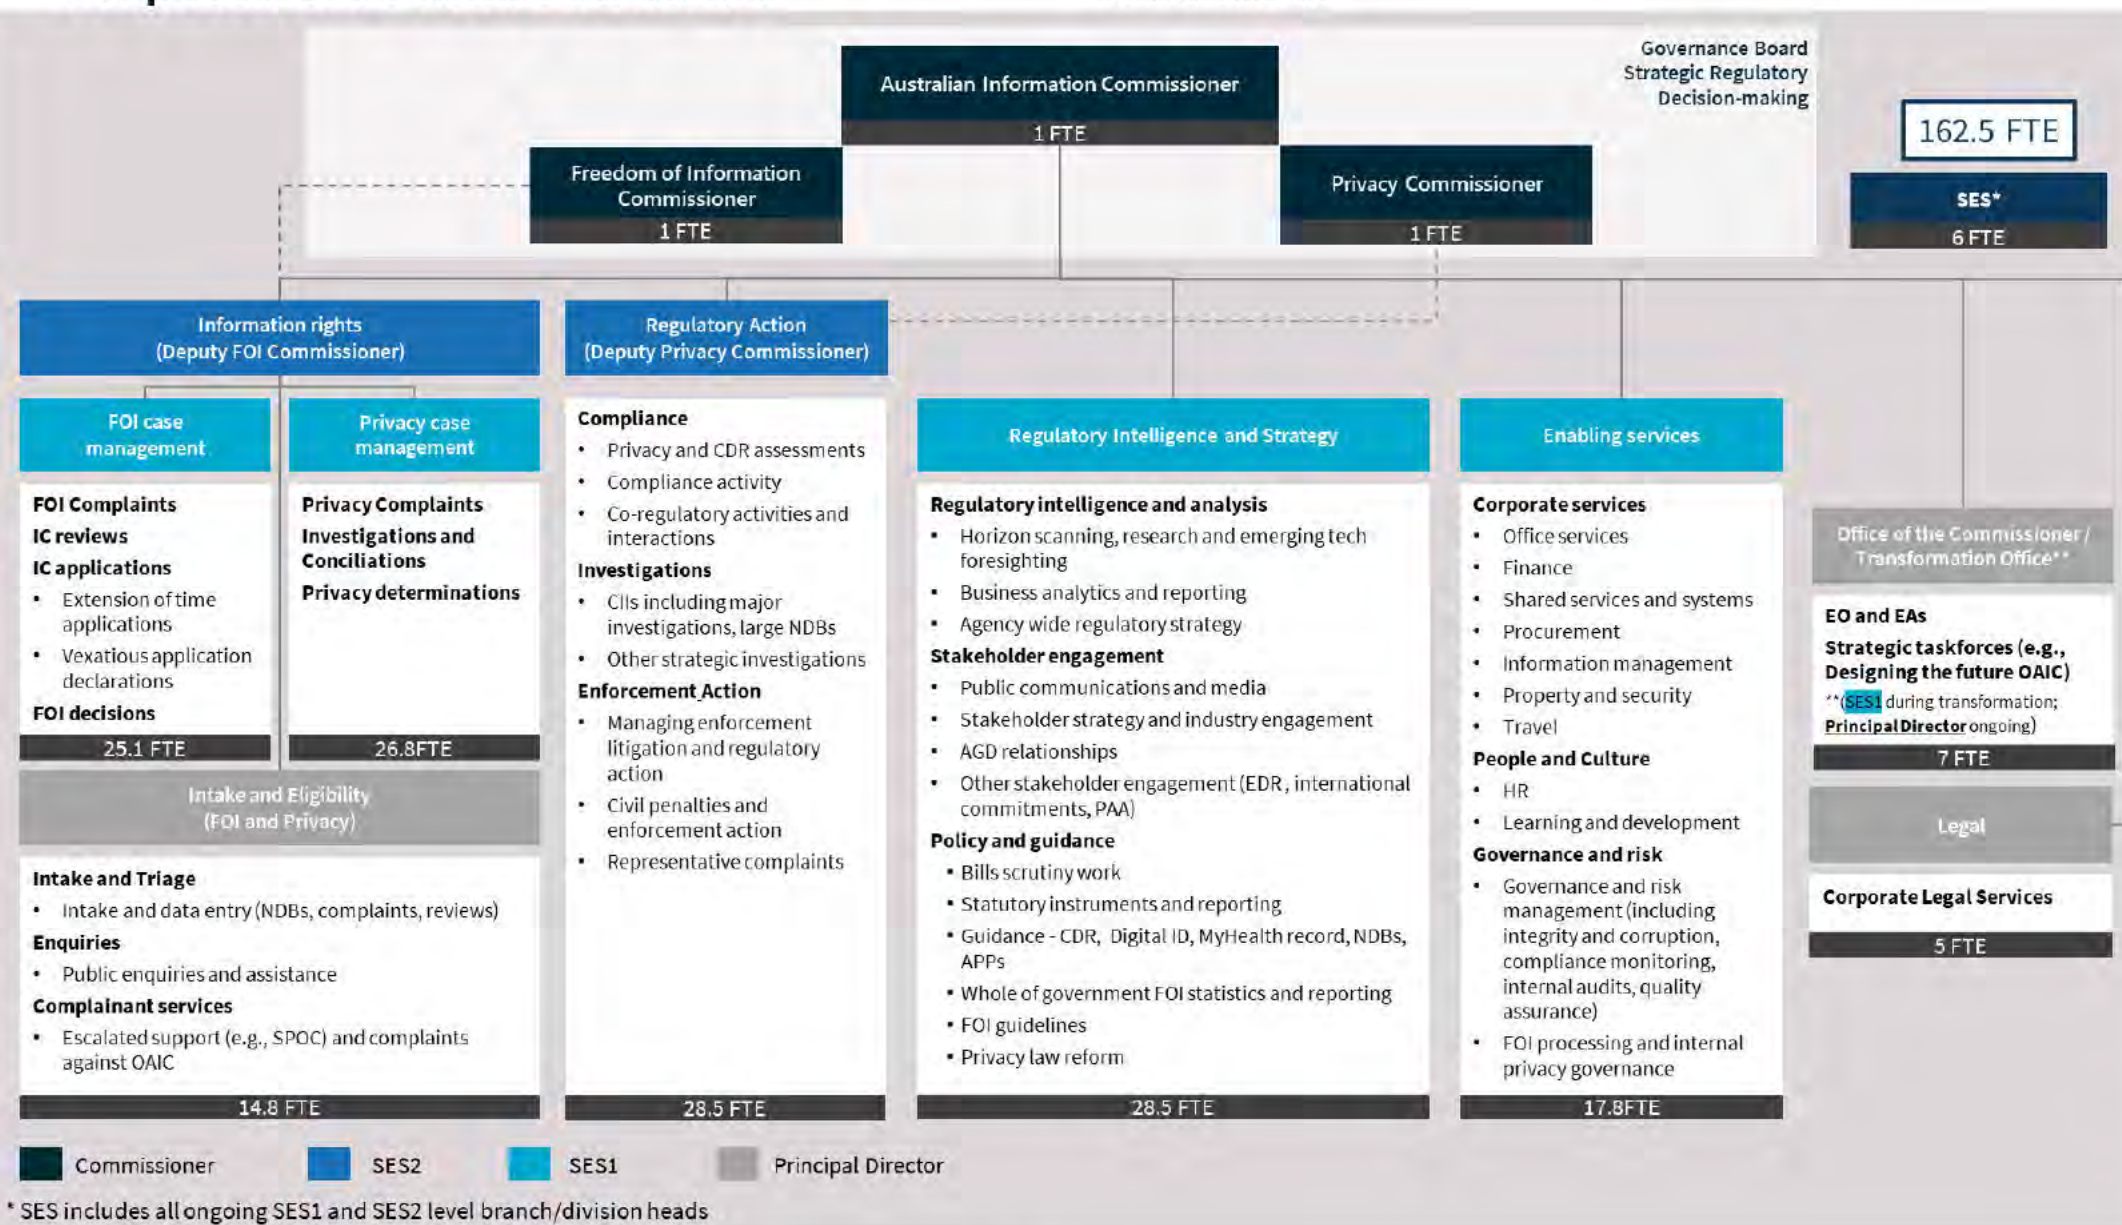 Governance Board
Strategic Regulatory
Decision-making
Australian Information Commissioner
1 FTE
Freedom of Information
Commissioner
1 FTE
Privacy Commissioner
1 FTE
162.5 FTE
SES*
6 FTE
Information rights
(Deputy FOI Commissioner)
FOI case
management
FOI Complaints
IC reviews
IC applications
• Extension of time
applications
• Vexatious application
declarations
FOI decisions
25.1 FTE
Privacy case
management
Privacy Complaints
Investigations and
Conciliations
Privacy determinations
26.8FTE
Intake and Eligibility
(FOI and Privacy)
Intake and Triage
• Intake and data entry (NDBs, complaints, reviews)
Enquiries
• Public enquiries and assistance
Complainant services
• Escalated support (e.g., SPOC) and complaints
against OAIC
14.8 FTE
Regulatory Action
(Deputy Privacy Commissioner)
Compliance
• Privacy and CDR assessments
• Compliance activity
• Co-regulatory activities and
interactions
Investigations
• CIIs including major
investigations, large NDBs
• Other strategic investigations
Enforcement Action
• Managing enforcement
litigation and regulatory
action
• Civil penalties and
enforcement action
• Representative complaints
28.5 FTE
Regulatory Intelligence and Strategy
Regulatory intelligence and analysis
• Horizon scanning, research and emerging tech
foresighting
• Business analytics and reporting
• Agency wide regulatory strategy
Stakeholder engagement
• Public communications and media
• Stakeholder strategy and industry engagement
• AGD relationships
• Other stakeholder engagement (EDR, international
commitments, PAA)
Policy and guidance
• Bills scrutiny work
• Statutory instruments and reporting
• Guidance - CDR, Digital ID, MyHealth record, NDBs,
APPs
• Whole of government FOI statistics and reporting
• FOI guidelines
• Privacy law reform
28.5 FTE
Enabling services
Corporate services
• Office services
• Finance
• Shared services and systems
• Procurement
• Information management
• Property and security
• Travel
People and Culture
• HR
• Learning and development
Governance and risk
• Governance and risk
management (including
integrity and corruption,
compliance monitoring,
internal audits, quality
assurance)
• FOI processing and internal
privacy governance
17.8FTE
Office of the Commissioner /
Transformation Office**
EO and EAs
Strategic taskforces (e.g.,
Designing the future OAIC)
**(SES1 during transformation;
Principal Director ongoing)
7 FTE
Legal
Corporate Legal Services
5 FTE
Commissioner
SES2
SES1
Principal Director
* SES includes all ongoing SES1 and SES2 level branch/division heads